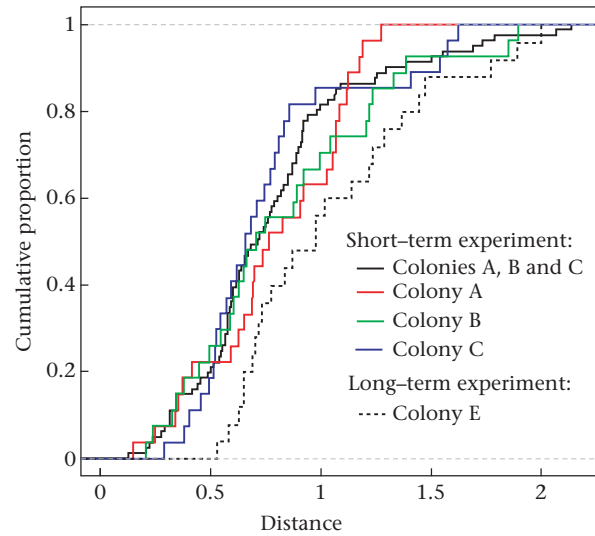 1
0.8
0.6
0.4
0.2
0
Cumulative proportion
Short–term experiment:
Colonies A, B and C
Colony A
Colony B
Colony C
Long–term experiment:
Colony E
0
0.5
1
1.5
2
Distance